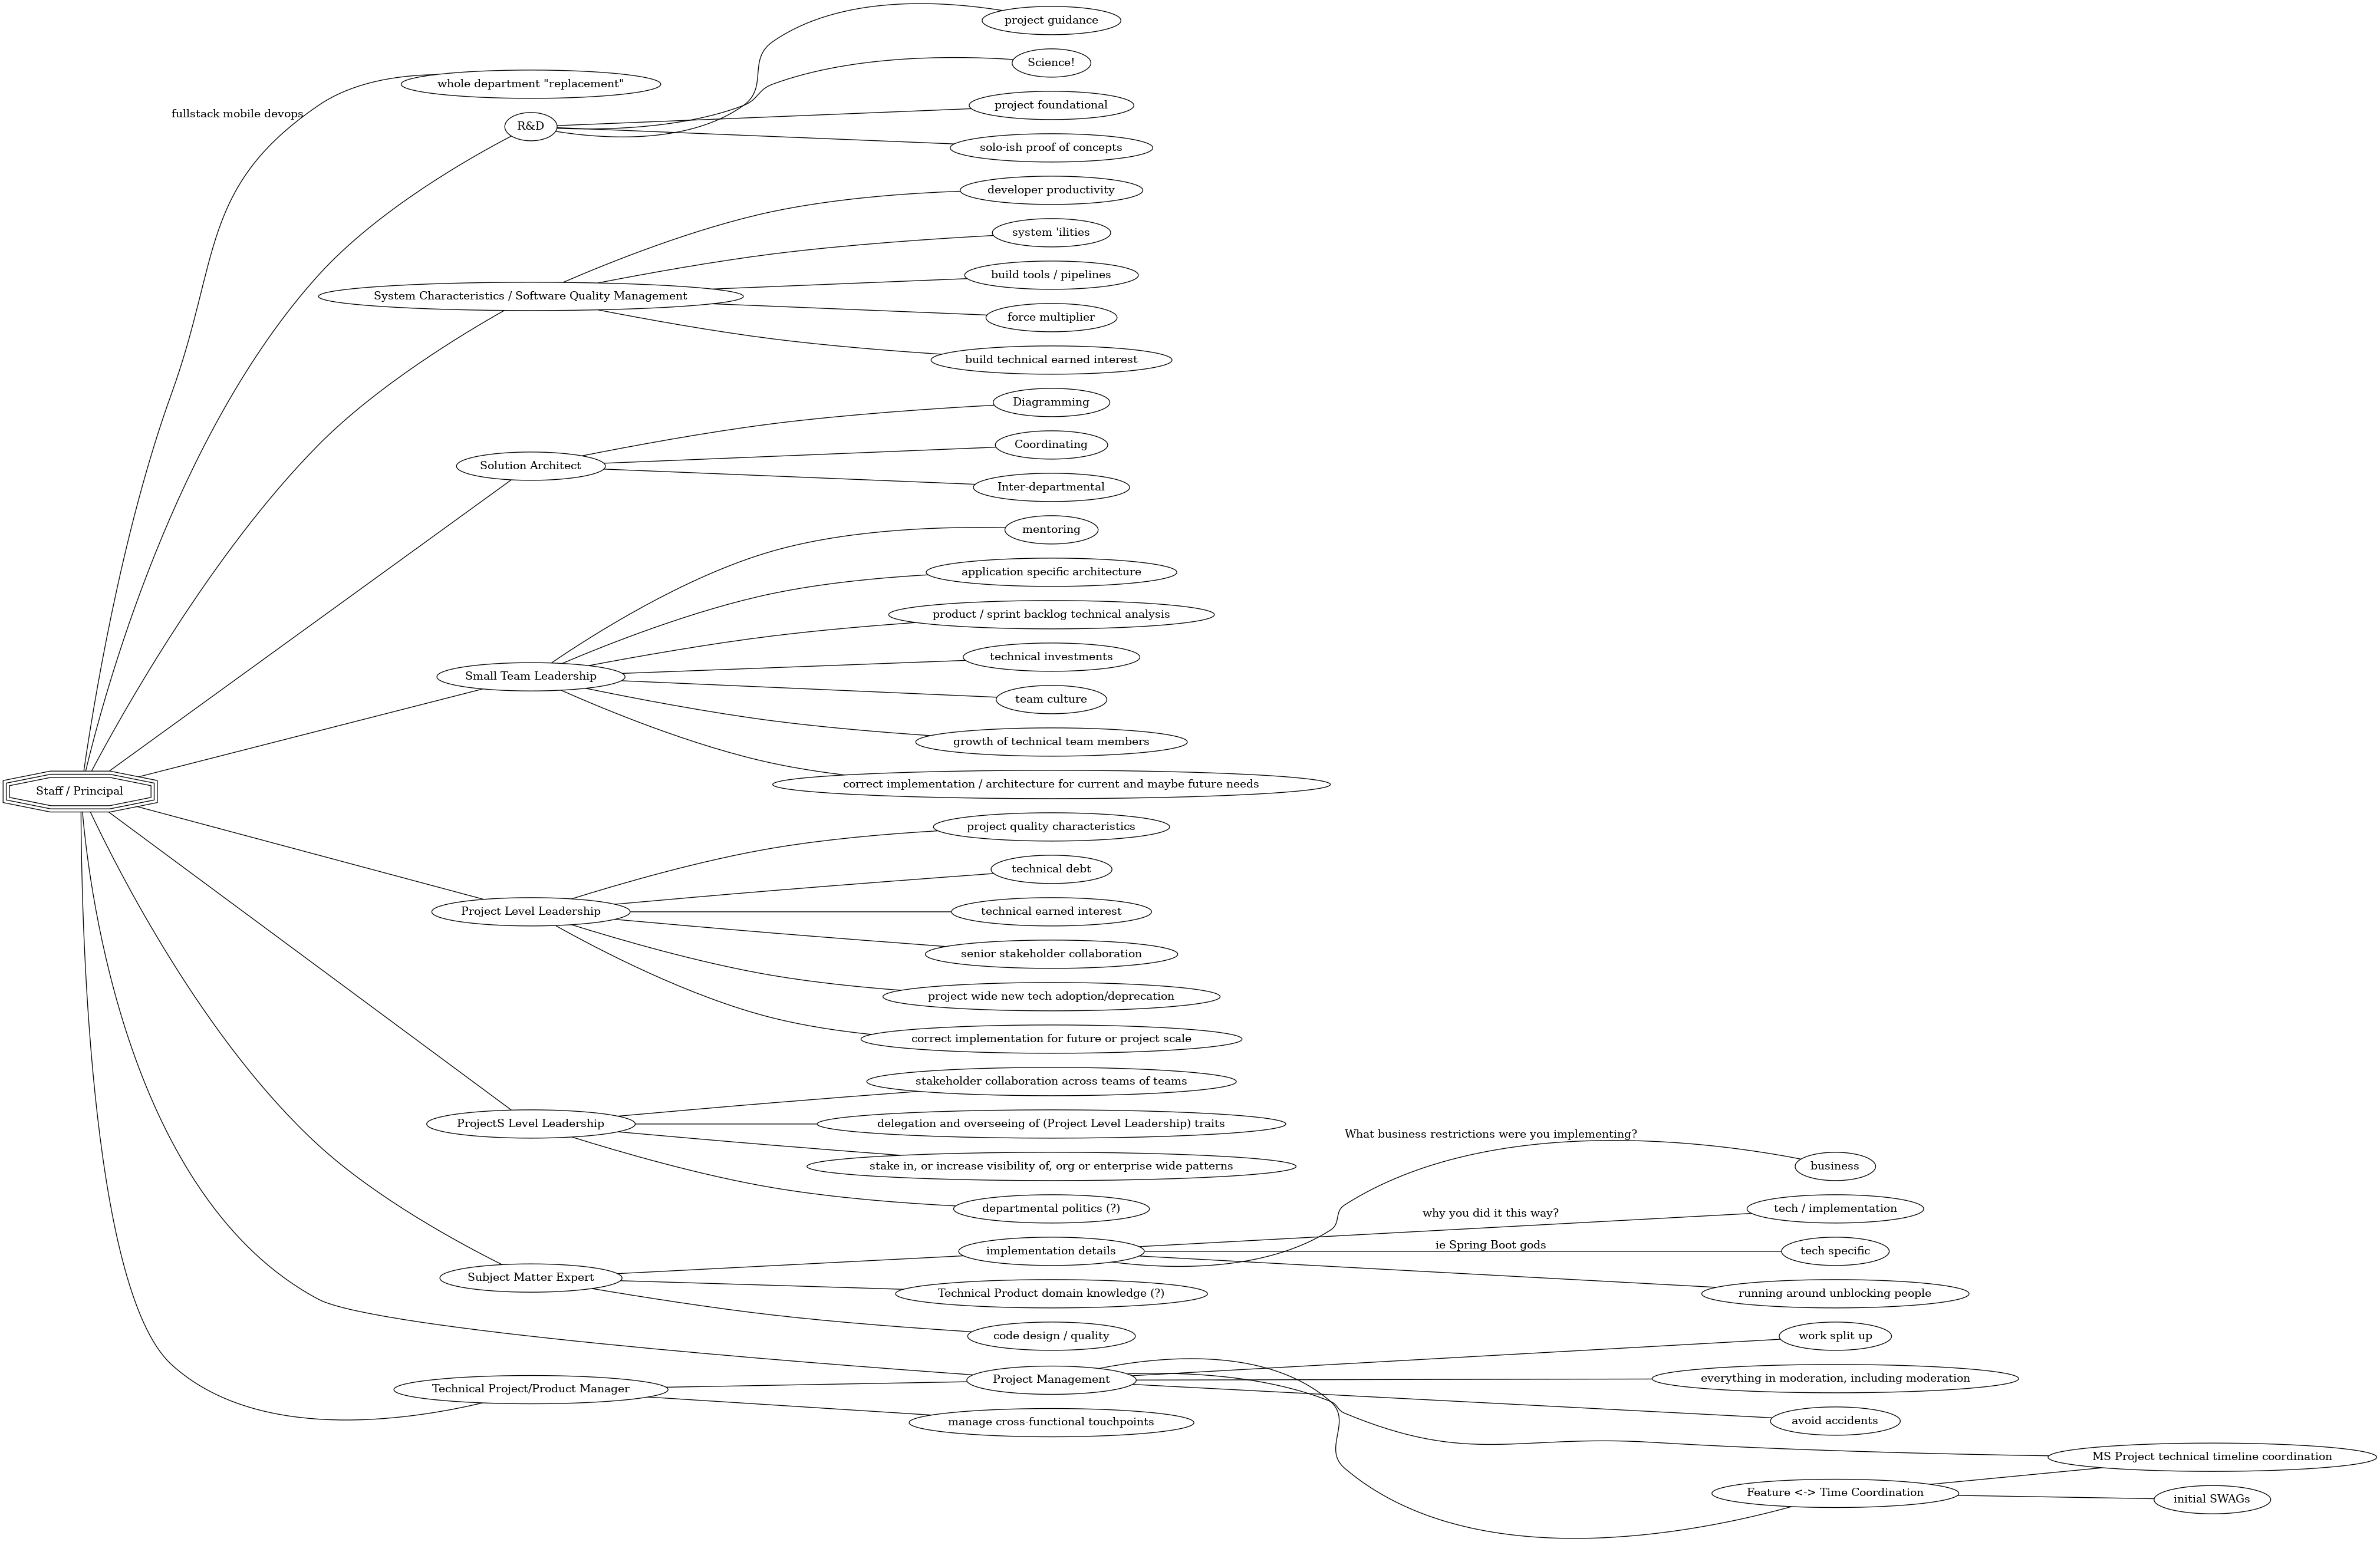 project guidance
Science!
whole department "replacement"
project foundational
fullstack mobile devops
R&D
solo-ish proof of concepts
developer productivity
system 'ilities
build tools / pipelines
System Characteristics / Software Quality Management
force multiplier
build technical earned interest
Diagramming
Coordinating
Solution Architect
Inter-departmental
mentoring
application specific architecture
product / sprint backlog technical analysis
technical investments
Small Team Leadership
team culture
growth of technical team members
correct implementation / architecture for current and maybe future needs
Staff / Principal
project quality characteristics
technical debt
Project Level Leadership
technical earned interest
senior stakeholder collaboration
project wide new tech adoption/deprecation
correct implementation for future or project scale
stakeholder collaboration across teams of teams
ProjectS Level Leadership
delegation and overseeing of (Project Level Leadership) traits
What business restrictions were you implementing?
stake in, or increase visibility of, org or enterprise wide patterns
business
departmental politics (?)
why you did it this way?
tech / implementation
implementation details
ie Spring Boot gods
tech specific
Subject Matter Expert
Technical Product domain knowledge (?)
running around unblocking people
code design / quality
work split up
Technical Project/Product Manager
Project Management
everything in moderation, including moderation
manage cross-functional touchpoints
avoid accidents
MS Project technical timeline coordination
Feature <-> Time Coordination
initial SWAGs